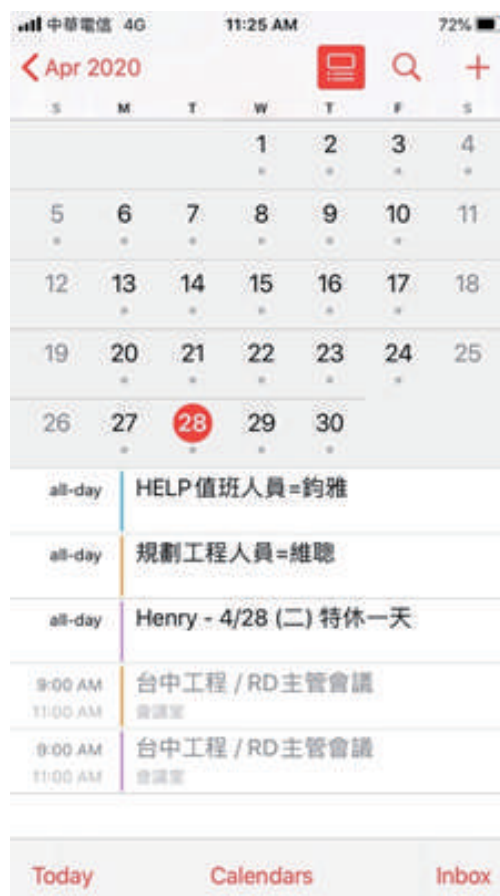 中華電信 4G 11:25 AM 72%
Apr 2020
S M T W T F S
1 2 3 4
5 6 7 8 9 10 11
12 13 14 15 16 17 18
19 20 21 22 23 24 25
26 27 28 29 30
all-day HELP值班人員=鈞雅
all-day 規劃工程人員=維聰
all-day Henry - 4/28 (二) 特休一天
9:00 AM 台中工程 / RD主管會議
11:00 AM 會議室
9:00 AM 台中工程 / RD主管會議
11:00 AM 會議室
Today Calendars Inbox